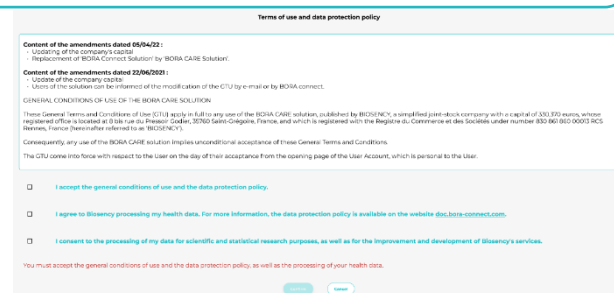 Terms of use and data protection policy
Content of the amendments dated 05/04/22 :
- Updating of the company's capital
- Replacement of 'BORA Connect Solution' by 'BORA CARE Solution'.
Content of the amendments dated 22/06/2021 :
- Update of the company capital
- Users of the solution can be informed of the modification of the GTU by e-mail or by BORA connect.
GENERAL CONDITIONS OF USE OF THE BORA CARE SOLUTION
These General Terms and Conditions of Use (GTU) apply in full to any use of the BORA CARE solution, published by BIOSENCY, a simplified joint-stock company with a capital of 330,370 euros, whose
registered office is located at 8 bis rue du Pressoir Godier, 35760 Saint-Grégoire, France, and which is registered with the Registre du Commerce et des Sociétés under number 830 861 860 00013 RCS
Rennes, France (hereinafter referred to as 'BIOSENCY').
Consequently, any use of the BORA CARE solution implies unconditional acceptance of these General Terms and Conditions.
The GTU come into force with respect to the User on the day of their acceptance from the opening page of the User Account, which is personal to the User.
I accept the general conditions of use and the data protection policy.
I agree to Biosency processing my health data. For more information, the data protection policy is available on the website doc.bora-connect.com.
I consent to the processing of my data for scientific and statistical research purposes, as well as for the improvement and development of Biosency's services.
You must accept the general conditions of use and the data protection policy, as well as the processing of your health data.